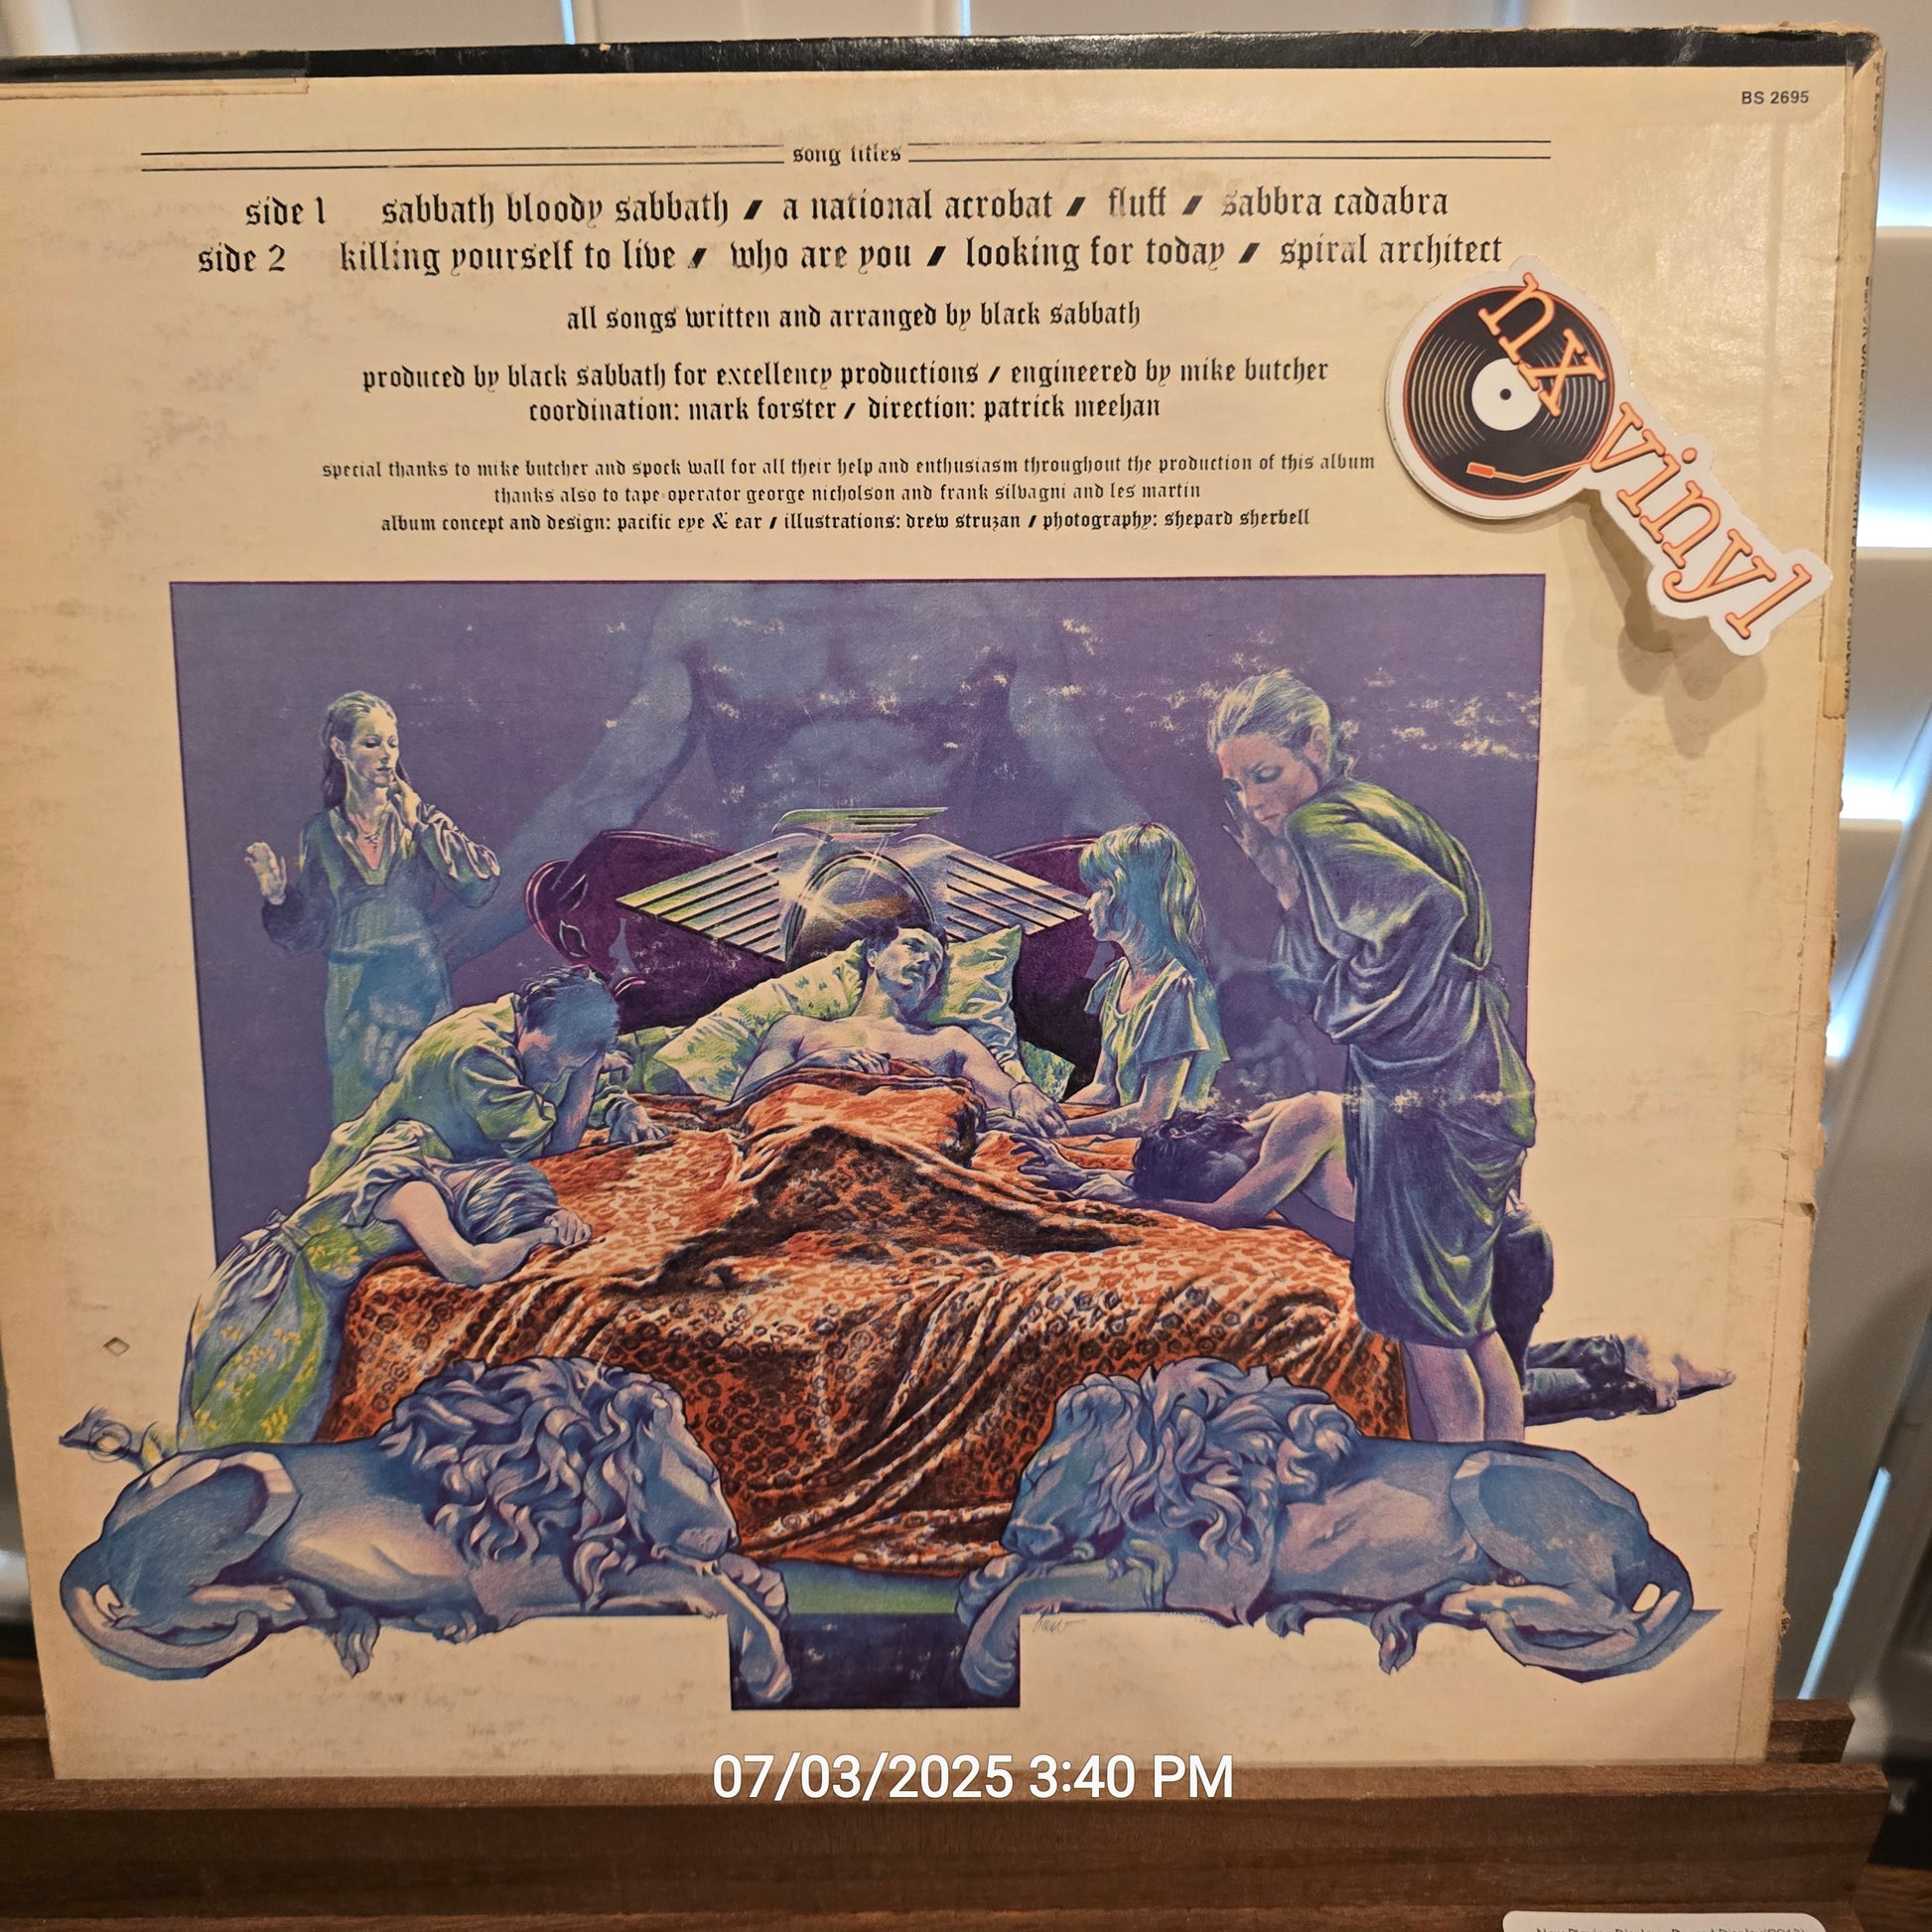 BS 2695
song titles
side 1 sabbath bloody sabbath / a national acrobat / fluff / sabbra cadabra
side 2 killing yourself to live / who are you / looking for today / spiral architect
all songs written and arranged by black sabbath
produced by black sabbath for excellency productions / engineered by mike butcher
coordination: mark forster / direction: patrick meehan
special thanks to mike butcher and spock wall for all their help and enthusiasm throughout the production of this album
thanks also to tape operator george nicholson and frank silvagni and les martin
album concept and design: pacific eye & ear / illustrations: drew struzan / photography: shepard sherbell
nx
vinyl
07/03/2025 3:40 PM